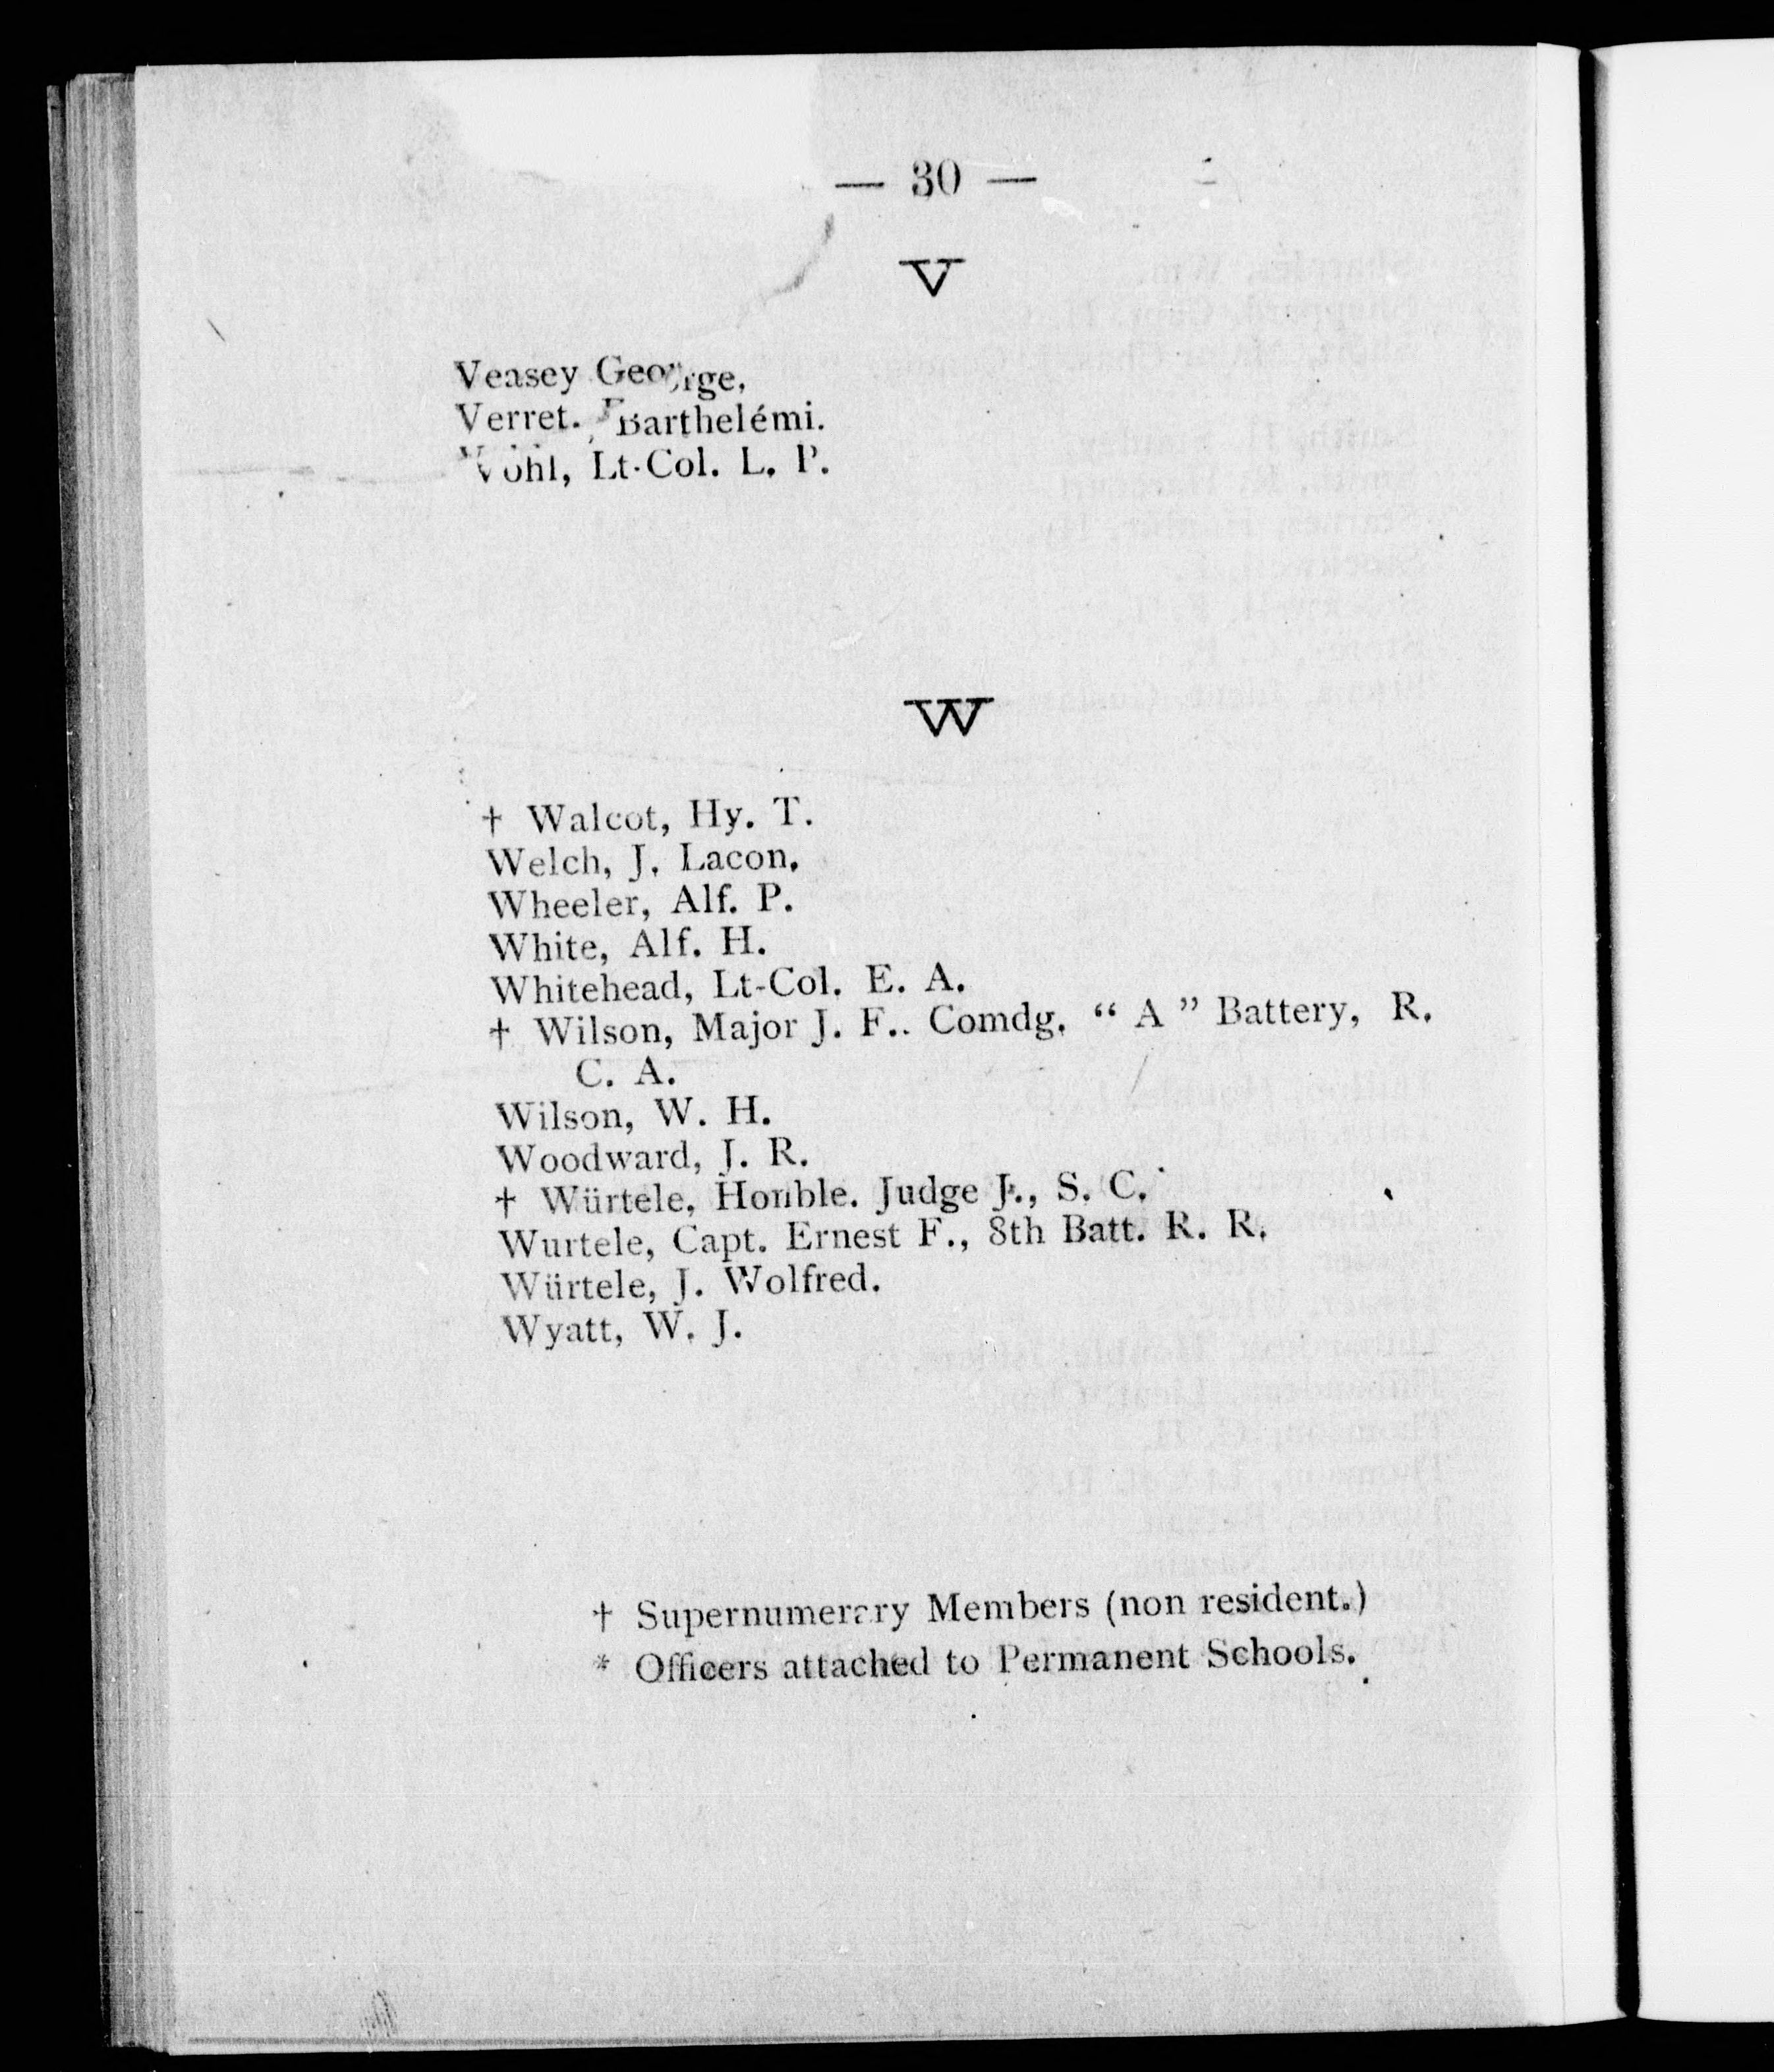 — 30 —
V
Veasey George,
Verret. Barthelémi.
Vohl, Lt-Col. L. P.
W
† Walcot, Hy. T.
Welch, J. Lacon,
Wheeler, Alf. P.
White, Alf. H.
Whitehead, Lt-Col. E. A.
† Wilson, Major J. F.. Comdg. “ A ” Battery, R.
C. A.
Wilson, W. H.
Woodward, J. R.
† Würtele, Honble. Judge J., S. C.
Wurtele, Capt. Ernest F., 8th Batt. R. R.
Würtele, J. Wolfred.
Wyatt, W. J.
† Supernumerary Members (non resident.)
* Officers attached to Permanent Schools.